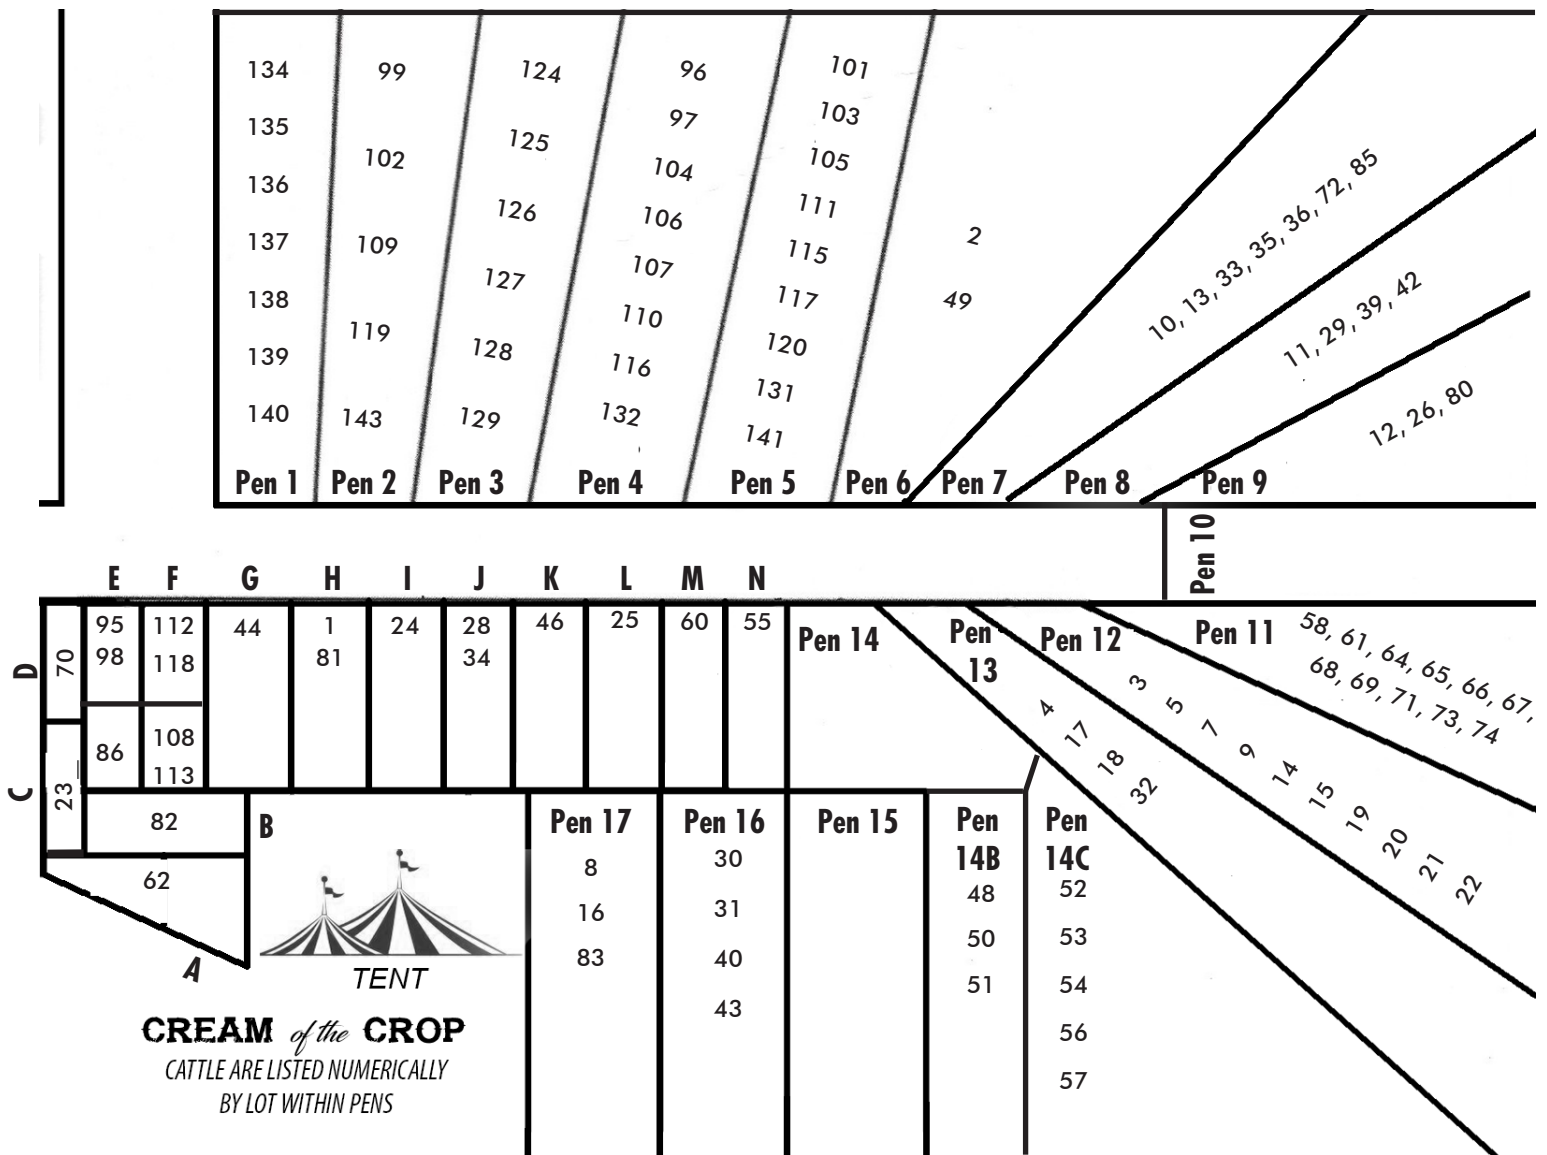 134
135
136
137
138
139
140
Pen 1
99
102
109
119
143
Pen 2
124
125
126
127
128
129
Pen 3
96
97
104
106
107
110
116
132
Pen 4
101
103
105
111
115
117
120
131
141
Pen 5
2
49
Pen 6
10, 13, 33, 35, 36, 72, 85
Pen 7
11, 29, 39, 42
Pen 8
12, 26, 80
Pen 9
Pen 10
58, 61, 64, 65, 66, 67,
68, 69, 71, 73, 74
Pen 11
Pen 12
3
5
7
9
14
15
19
20
21
22
Pen
13
4
17
18
32
Pen 14
E
95
98
86
F
112
118
108
113
G
44
H
1
81
I
24
J
28
34
K
46
L
25
M
60
N
55
D
70
C
23
82
B
62
A
TENT
Pen 17
8
16
83
Pen 16
30
31
40
43
Pen 15
Pen
14B
48
50
51
Pen
14C
52
53
54
56
57
CREAM of the CROP
CATTLE ARE LISTED NUMERICALLY
BY LOT WITHIN PENS